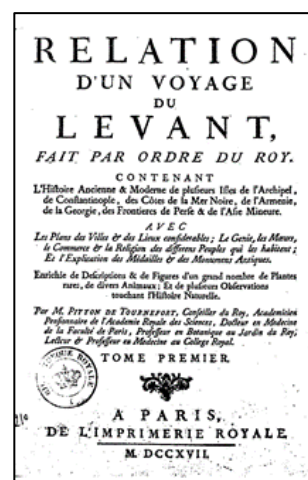 RELATION
D'UN VOYAGE
DU
LEVANT,
FAIT PAR ORDRE DU ROY.
CONTENANT
L'Histoire Ancienne & Moderne de plusieurs Isles de l'Archipel,
de Constantinople, des Côtes de la Mer Noire, de l'Armenie,
de la Georgie, des Frontieres de Perse & de l'Asie Mineure.
AVEC
Les Plans des Villes & des Lieux considerables; Le Genie, les Mœurs,
le Commerce & la Religion des differens Peuples qui les habitent;
Et l'Explication des Médailles & des Monumens Antiques.
Enrichie de Descriptions & de Figures d'un grand nombre de Plantes
rares, de divers Animaux; Et de plusieurs Observations
touchant l'Histoire Naturelle.
Par M. PITTON DE TOURNEFORT, Conseiller du Roy, Academicien
Pensionnaire de l'Academie Royale des Sciences, Docteur en Medecine
de la Faculté de Paris, Professeur en Botanique au Jardin du Roy,
Lecteur & Professeur en Medecine au College Royal.
TOME PREMIER
A PARIS,
DE L'IMPRIMERIE ROYALE
M. DCCXVII.